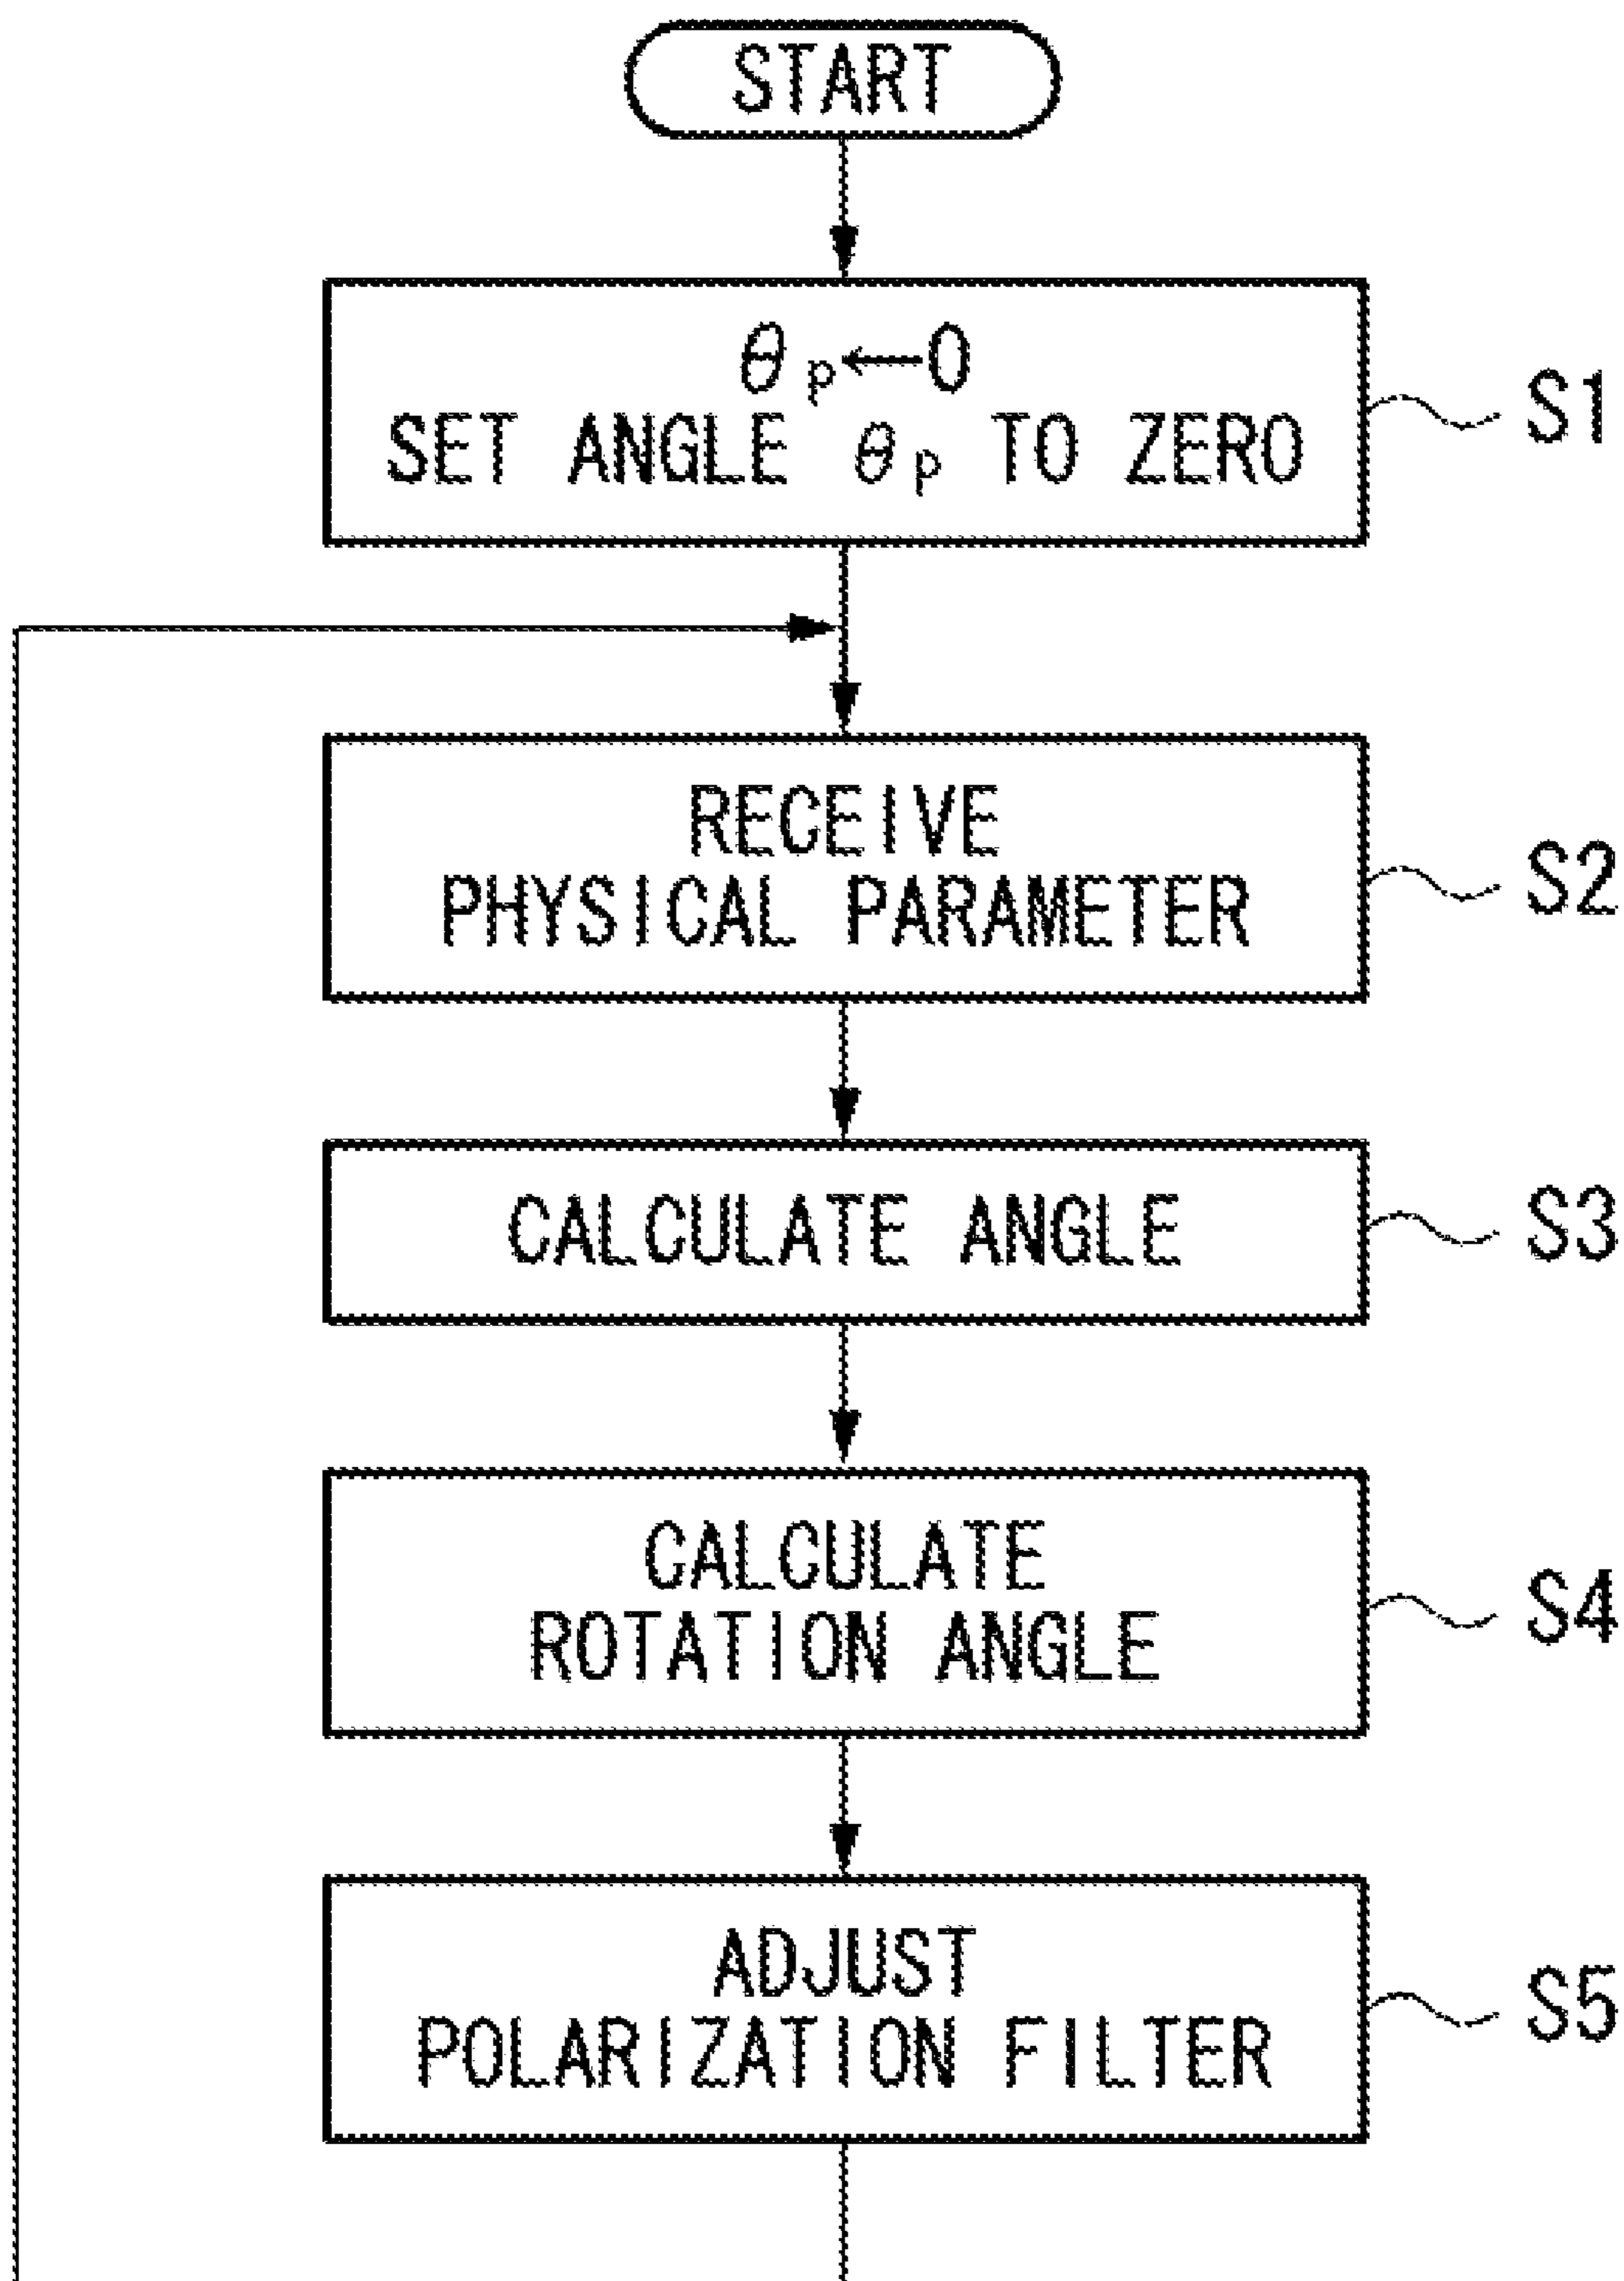 START
θp←0
SET ANGLE θp TO ZERO
S1
RECEIVE
PHYSICAL PARAMETER
S2
CALCULATE ANGLE
S3
CALCULATE
ROTATION ANGLE
S4
ADJUST
POLARIZATION FILTER
S5